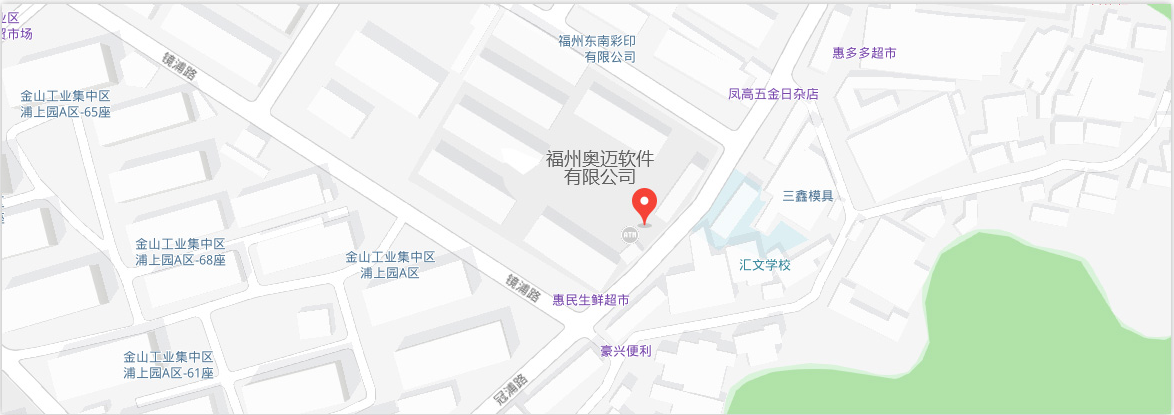 业区
贸市场
镜浦路
福州东南彩印
有限公司
惠多多超市
金山工业集中区
浦上园A区-65座
凤高五金日杂店
福州奥迈软件
有限公司
三鑫模具
金山工业集中区
浦上园A区-68座
金山工业集中区
浦上园A区
汇文学校
镜浦路
惠民生鲜超市
豪兴便利
金山工业集中区
浦上园A区-61座
冠浦路